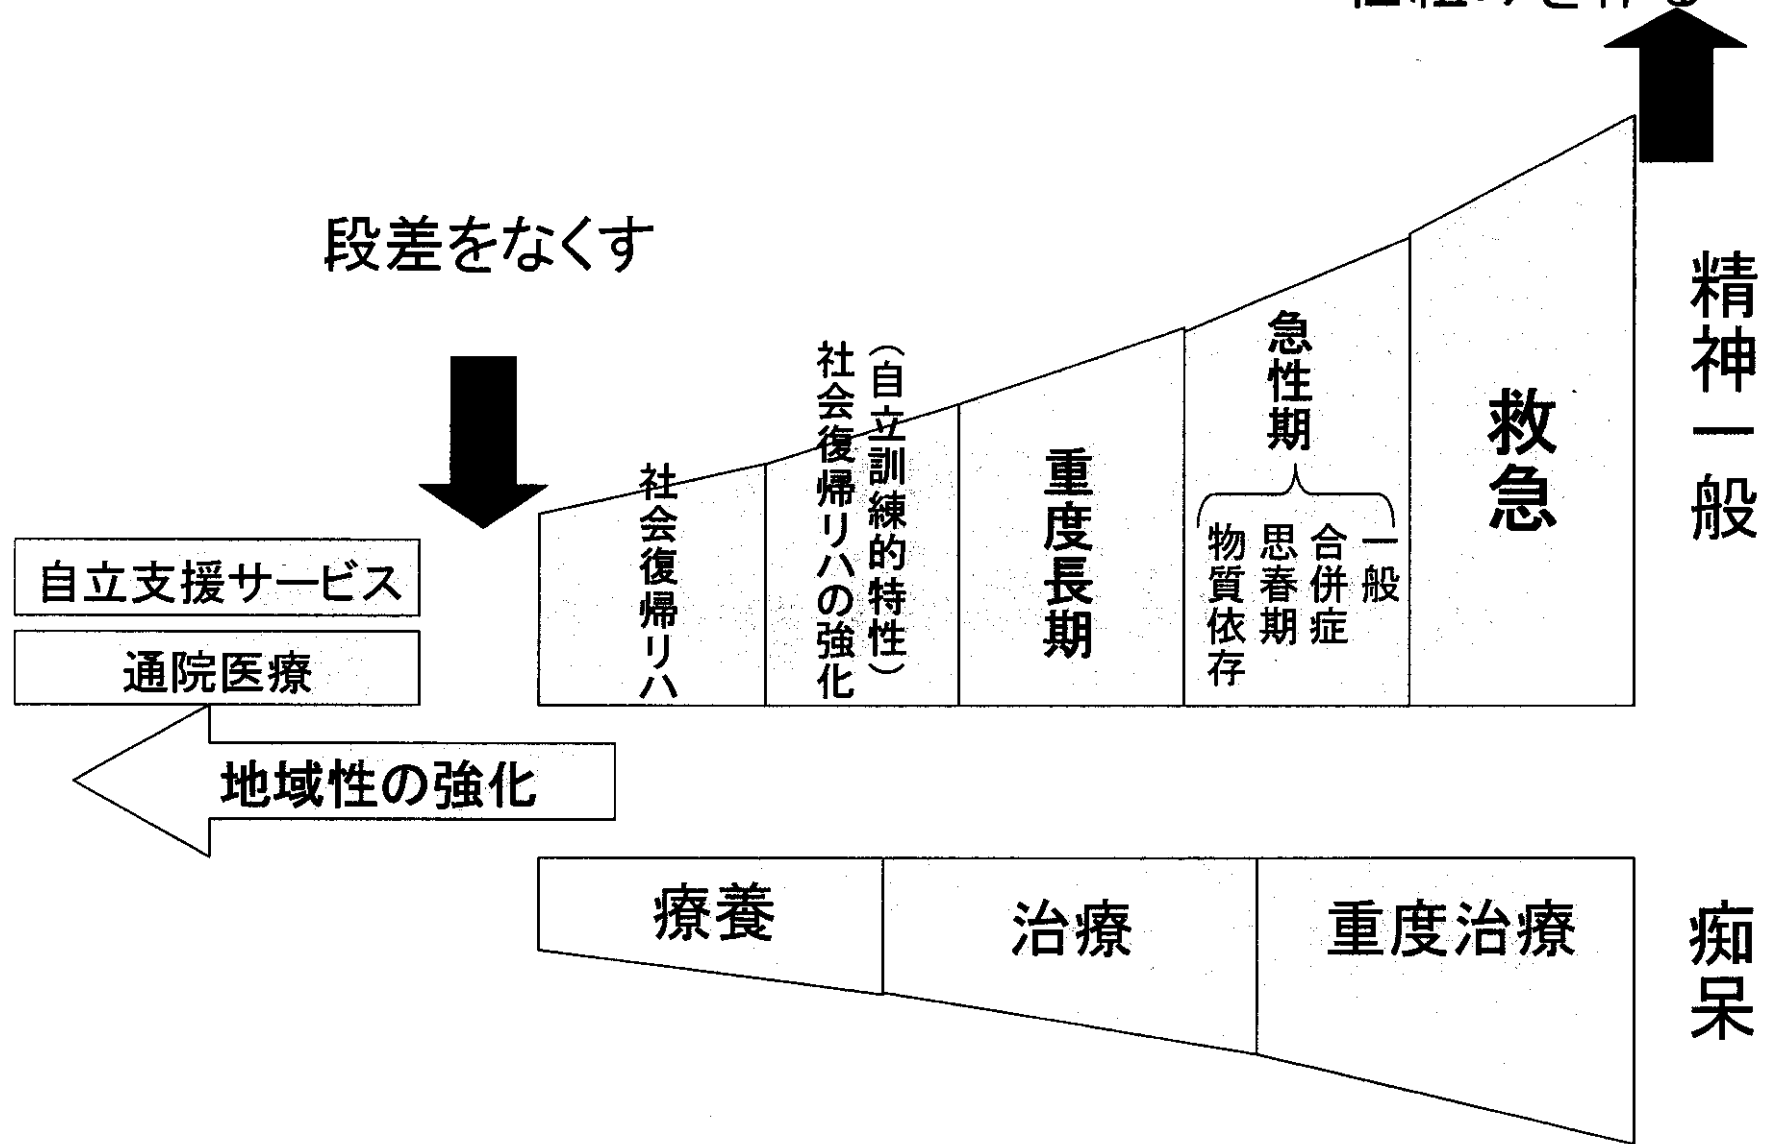 段差をなくす
自立支援サービス
通院医療
地域性の強化
社会復帰リハ
(自立訓練的特性)
社会復帰リハの強化
重度長期
急性期
一般
合併症
思春期
物質依存
救急
精神一般
療養
治療
重度治療
痴呆